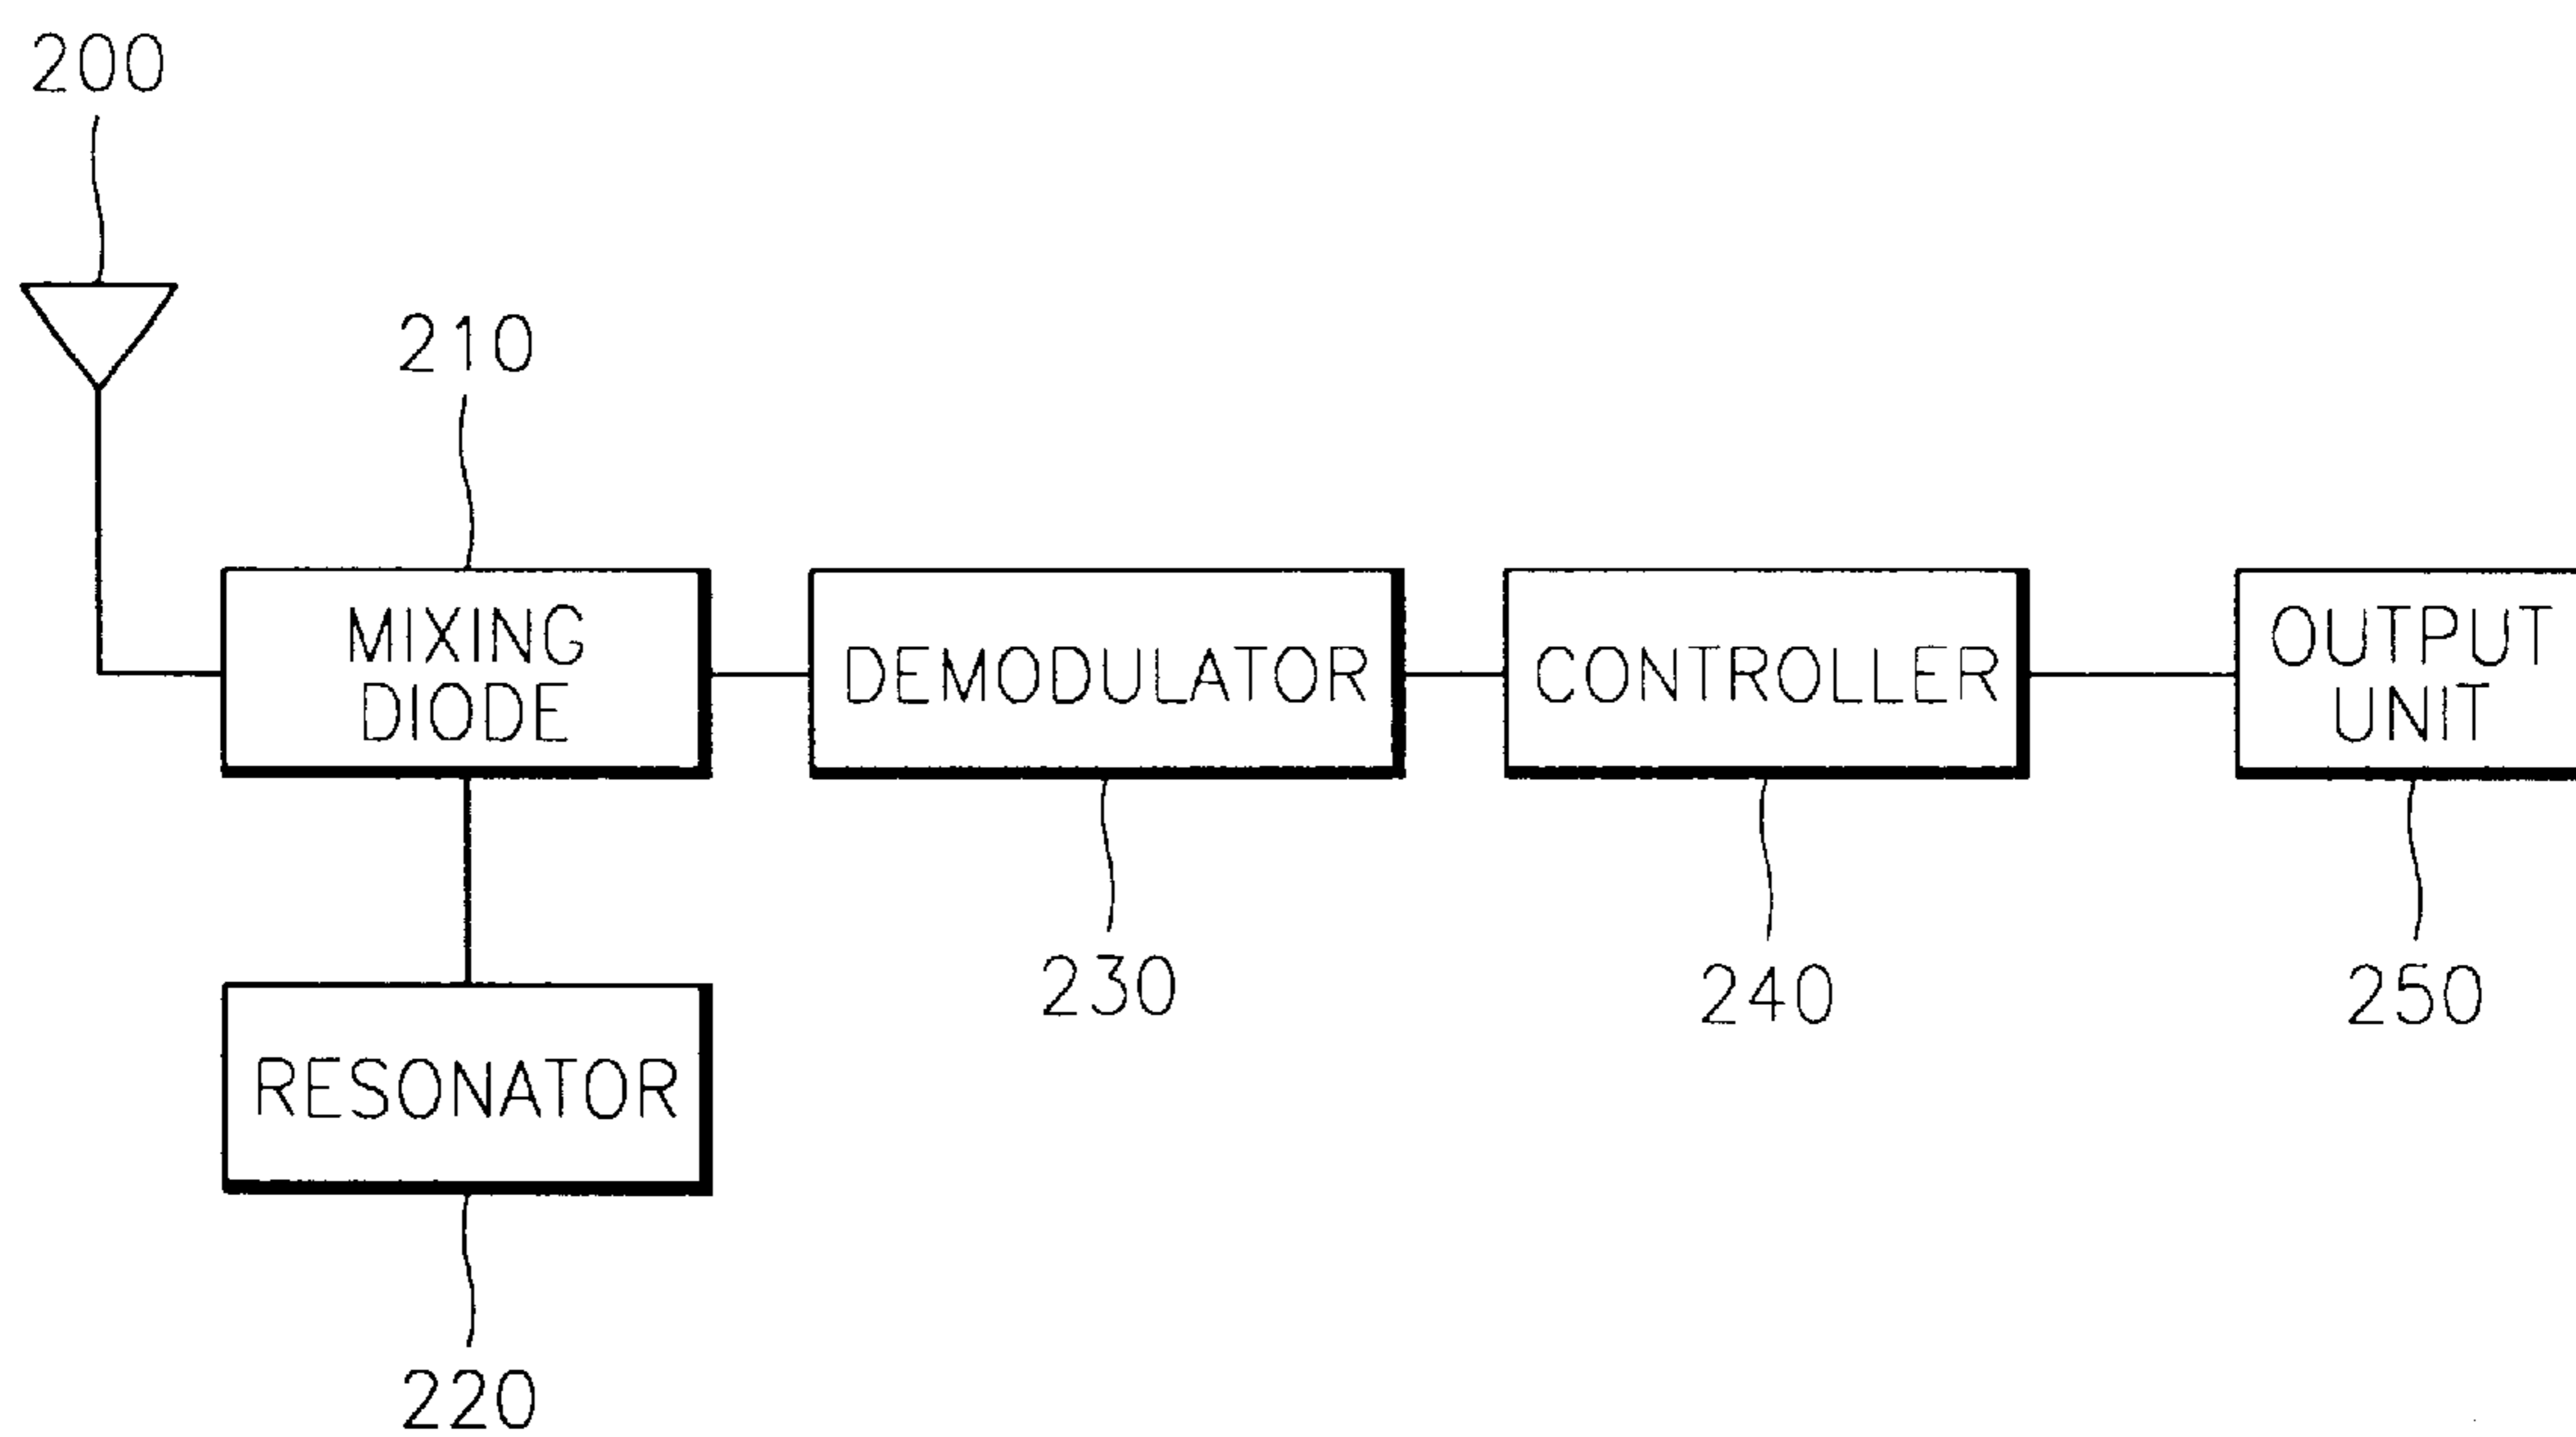 200
210
MIXING
DIODE
DEMODULATOR
CONTROLLER
OUTPUT
UNIT
230
240
250
RESONATOR
220